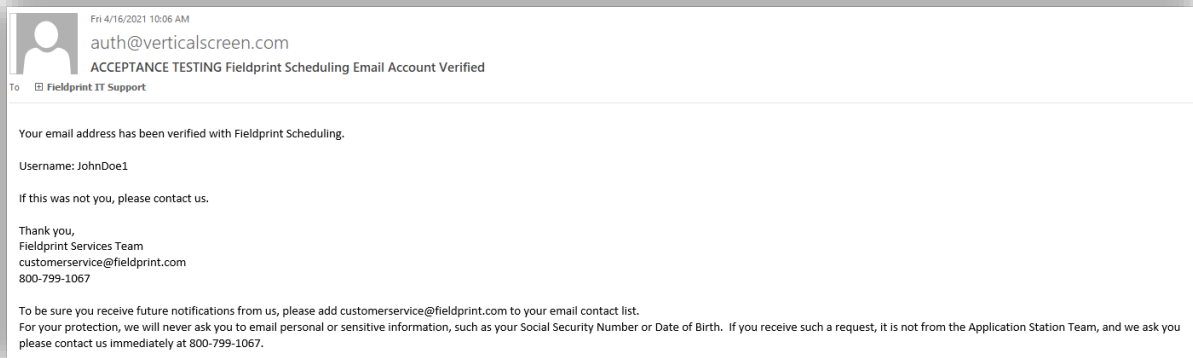 Fri 4/16/2021 10:06 AM
auth@verticalscreen.com
ACCEPTANCE TESTING Fieldprint Scheduling Email Account Verified
To Fieldprint IT Support
Your email address has been verified with Fieldprint Scheduling.
Username: JohnDoe1
If this was not you, please contact us.
Thank you,
Fieldprint Services Team
customerservice@fieldprint.com
800-799-1067
To be sure you receive future notifications from us, please add customerservice@fieldprint.com to your email contact list.
For your protection, we will never ask you to email personal or sensitive information, such as your Social Security Number or Date of Birth.  If you receive such a request, it is not from the Application Station Team, and we ask you
please contact us immediately at 800-799-1067.